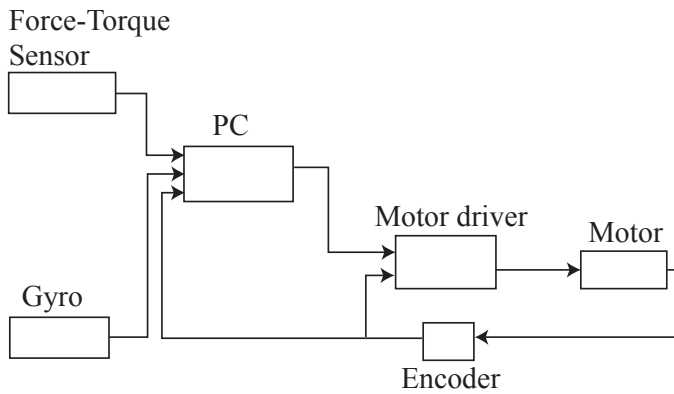 Force-Torque
Sensor
PC
Motor driver
Motor
Gyro
Encoder